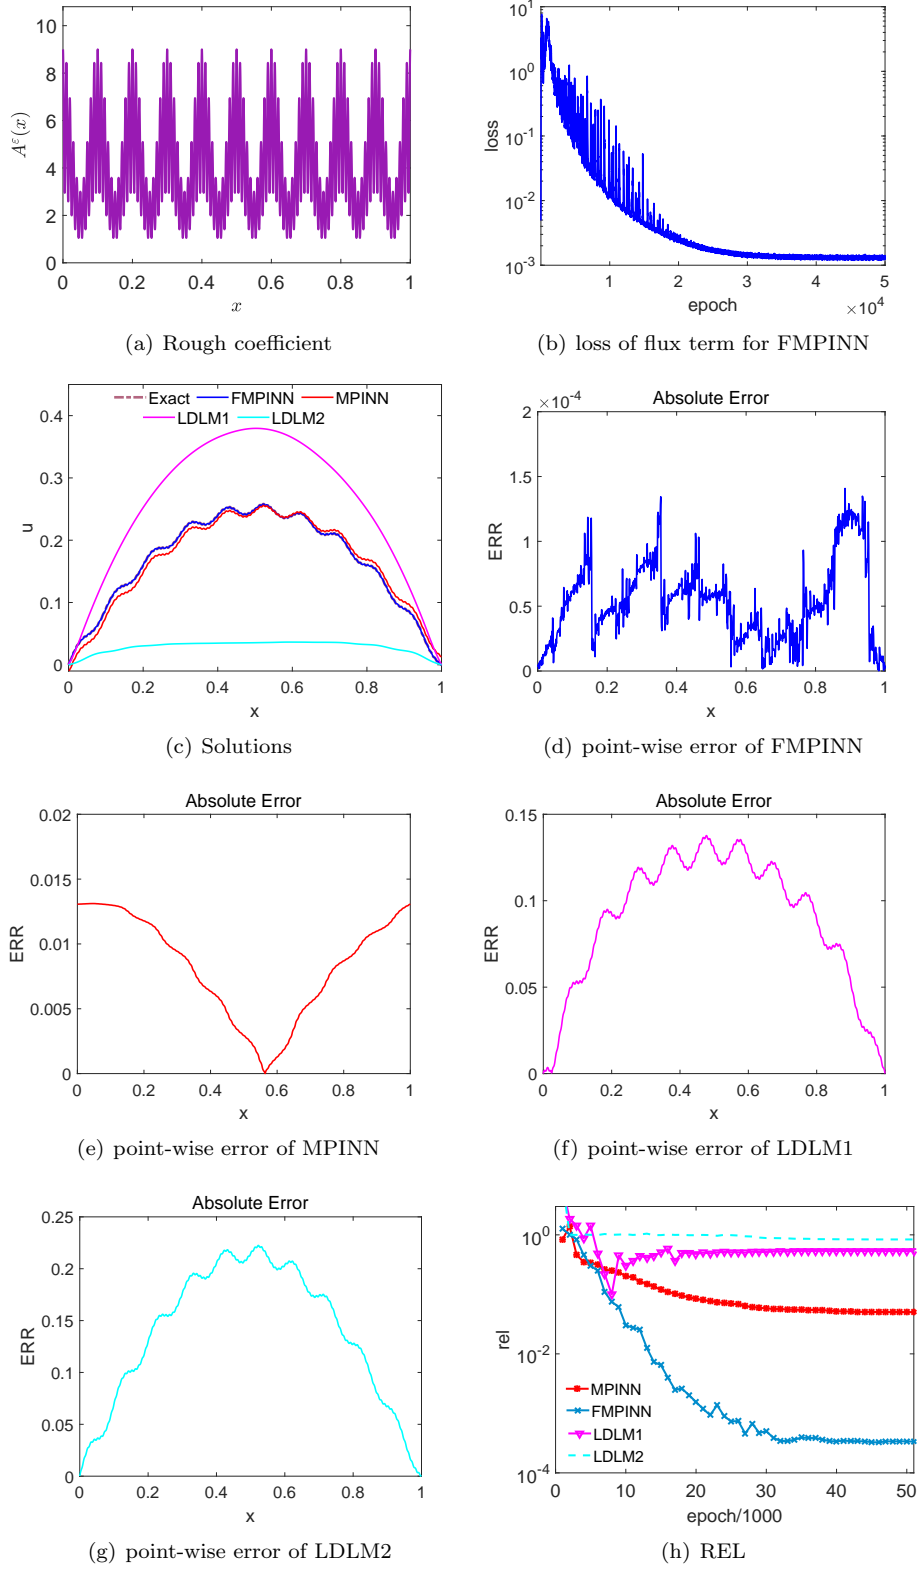 10
8
6
4
2
0
A^ε(x)
0 0.2 0.4 0.6 0.8 1
x
(a) Rough coefficient
10^1
10^0
10^-1
10^-2
10^-3
loss
1 2 3 4 5
epoch
×10^4
(b) loss of flux term for FMPINN
Exact FMPINN MPINN
LDLM1 LDLM2
0.4
0.3
0.2
0.1
0
u
0 0.2 0.4 0.6 0.8 1
x
(c) Solutions
×10^-4
Absolute Error
2
1.5
1
0.5
0
ERR
0 0.2 0.4 0.6 0.8 1
x
(d) point-wise error of FMPINN
Absolute Error
0.02
0.015
0.01
0.005
0
ERR
0 0.2 0.4 0.6 0.8 1
x
(e) point-wise error of MPINN
Absolute Error
0.15
0.1
0.05
0
ERR
0 0.2 0.4 0.6 0.8 1
x
(f) point-wise error of LDLM1
Absolute Error
0.25
0.2
0.15
0.1
0.05
0
ERR
0 0.2 0.4 0.6 0.8 1
x
(g) point-wise error of LDLM2
10^0
10^-2
10^-4
rel
MPINN
FMPINN
LDLM1
LDLM2
0 10 20 30 40 50
epoch/1000
(h) REL